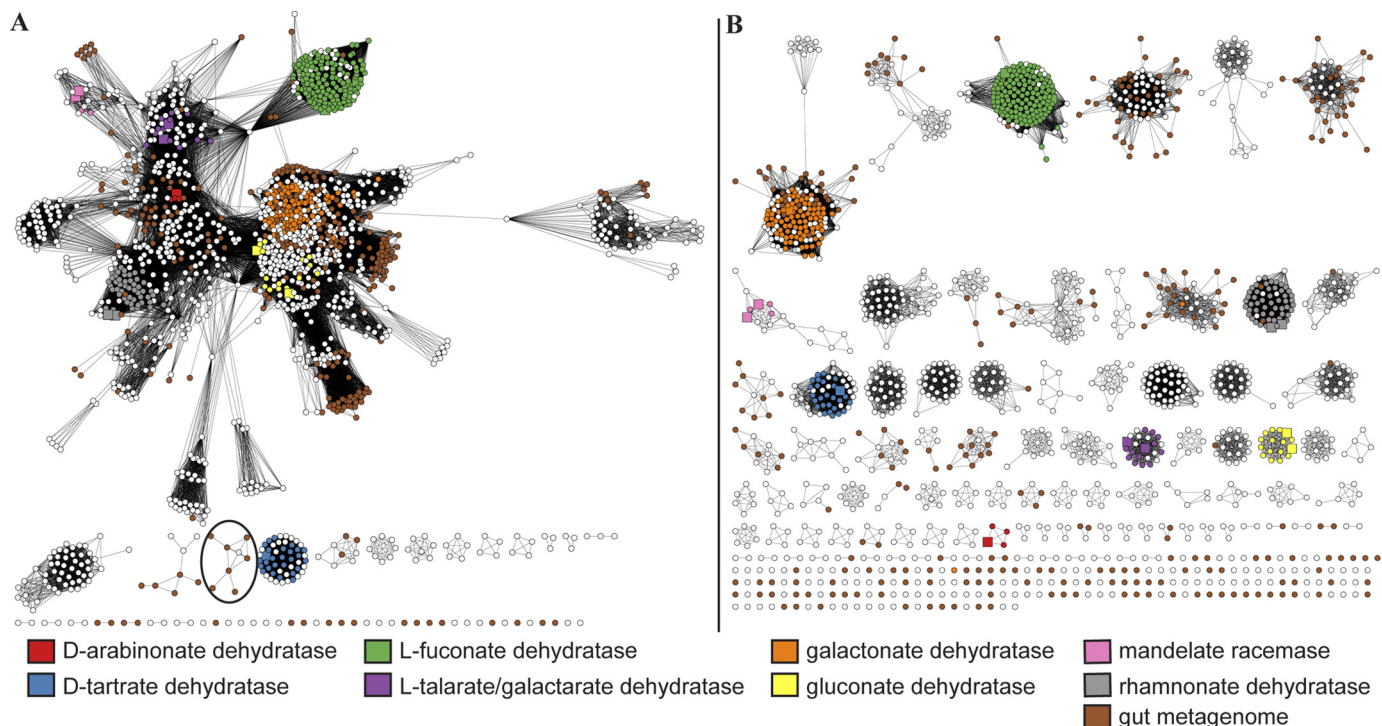 A
B
D-arabinonate dehydratase
L-fuconate dehydratase
galactonate dehydratase
mandelate racemase
D-tartrate dehydratase
L-talarate/galactarate dehydratase
gluconate dehydratase
rhamnonate dehydratase
gut metagenome